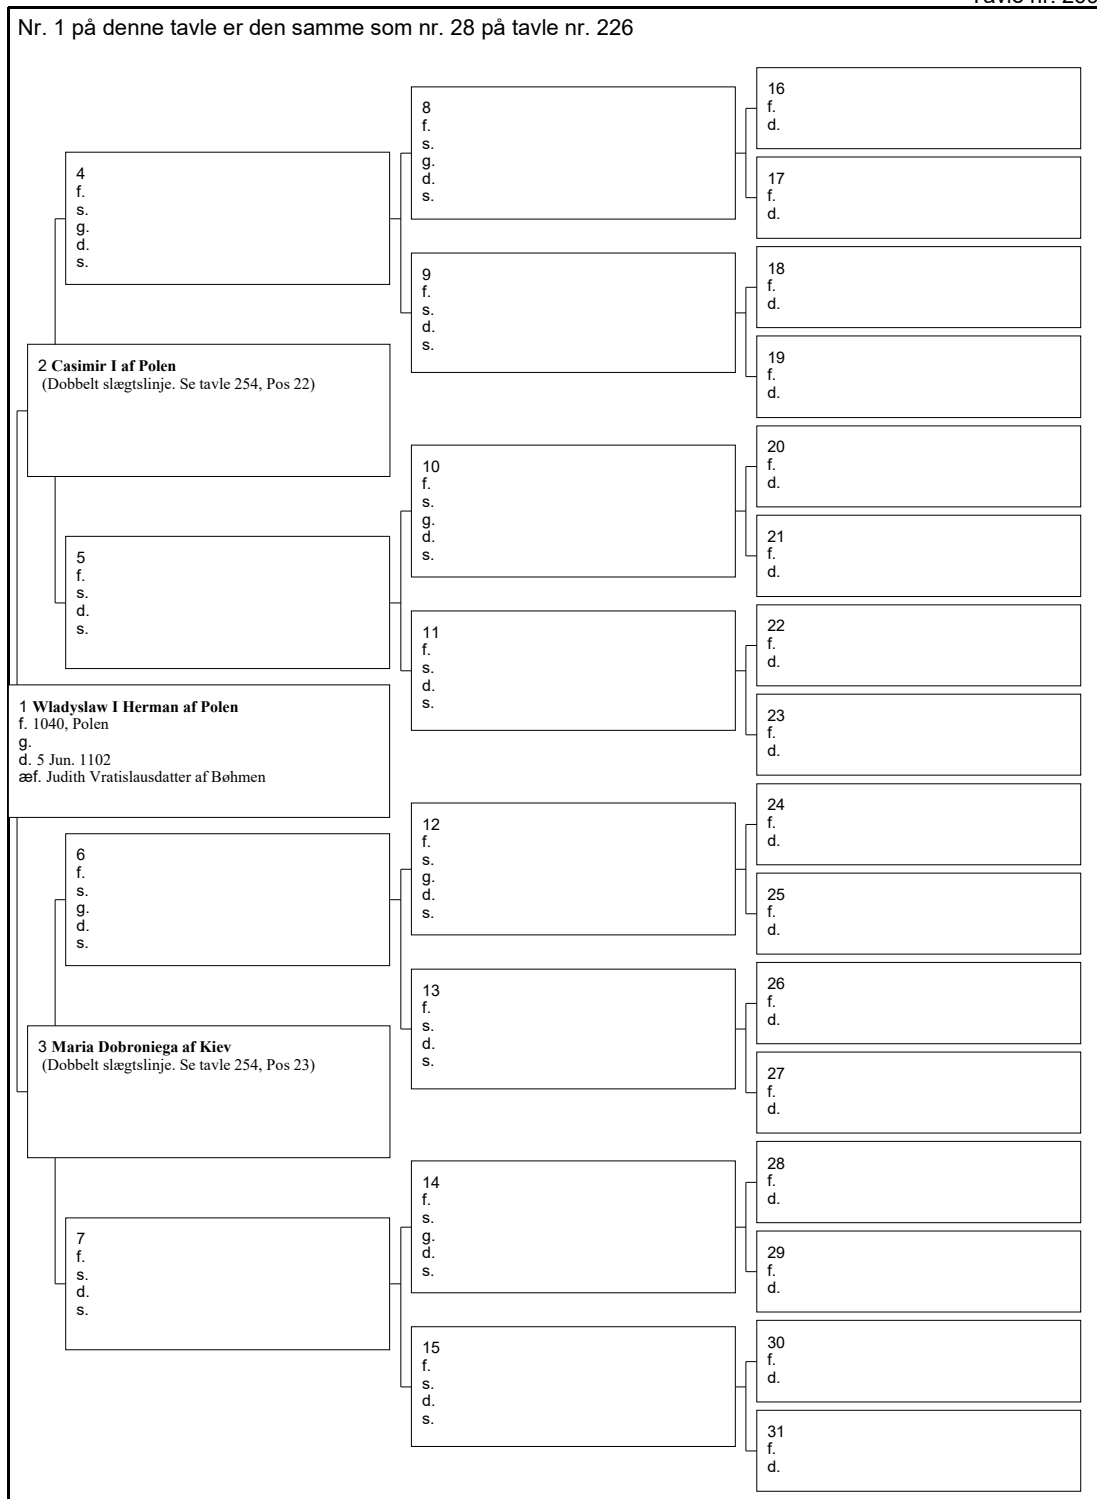 Nr. 1 på denne tavle er den samme som nr. 28 på tavle nr. 226
16
f.
d.
8
f.
s.
g.
d.
s.
17
f.
d.
4
f.
s.
g.
d.
s.
18
f.
d.
9
f.
s.
d.
s.
19
f.
d.
2 Casimir I af Polen
(Dobbelt slægtslinje. Se tavle 254, Pos 22)
20
f.
d.
10
f.
s.
g.
d.
s.
21
f.
d.
5
f.
s.
d.
s.
22
f.
d.
11
f.
s.
d.
s.
23
f.
d.
1 Wladyslaw I Herman af Polen
f. 1040, Polen
g.
d. 5 Jun. 1102
æf. Judith Vratislausdatter af Bøhmen
24
f.
d.
12
f.
s.
g.
d.
s.
25
f.
d.
6
f.
s.
g.
d.
s.
26
f.
d.
13
f.
s.
d.
s.
27
f.
d.
3 Maria Dobroniega af Kiev
(Dobbelt slægtslinje. Se tavle 254, Pos 23)
28
f.
d.
14
f.
s.
g.
d.
s.
29
f.
d.
7
f.
s.
d.
s.
30
f.
d.
15
f.
s.
d.
s.
31
f.
d.